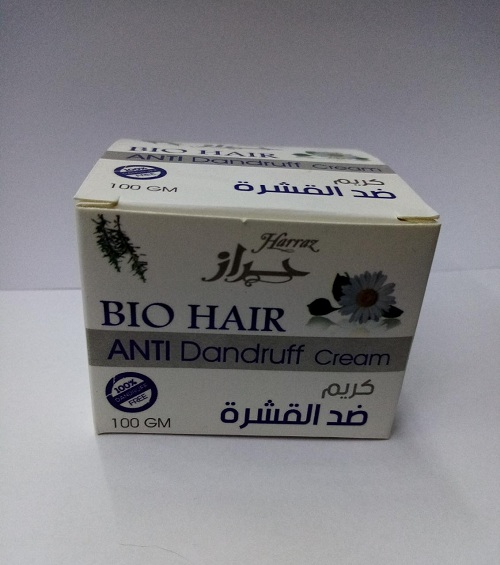 BIO HAIR
ANTI Dandruff Cream
كريم
ضد القشرة
100 GM
Harraz
حراز
BIO HAIR
ANTI Dandruff Cream
100%
FREE
كريم
ضد القشرة
100 GM